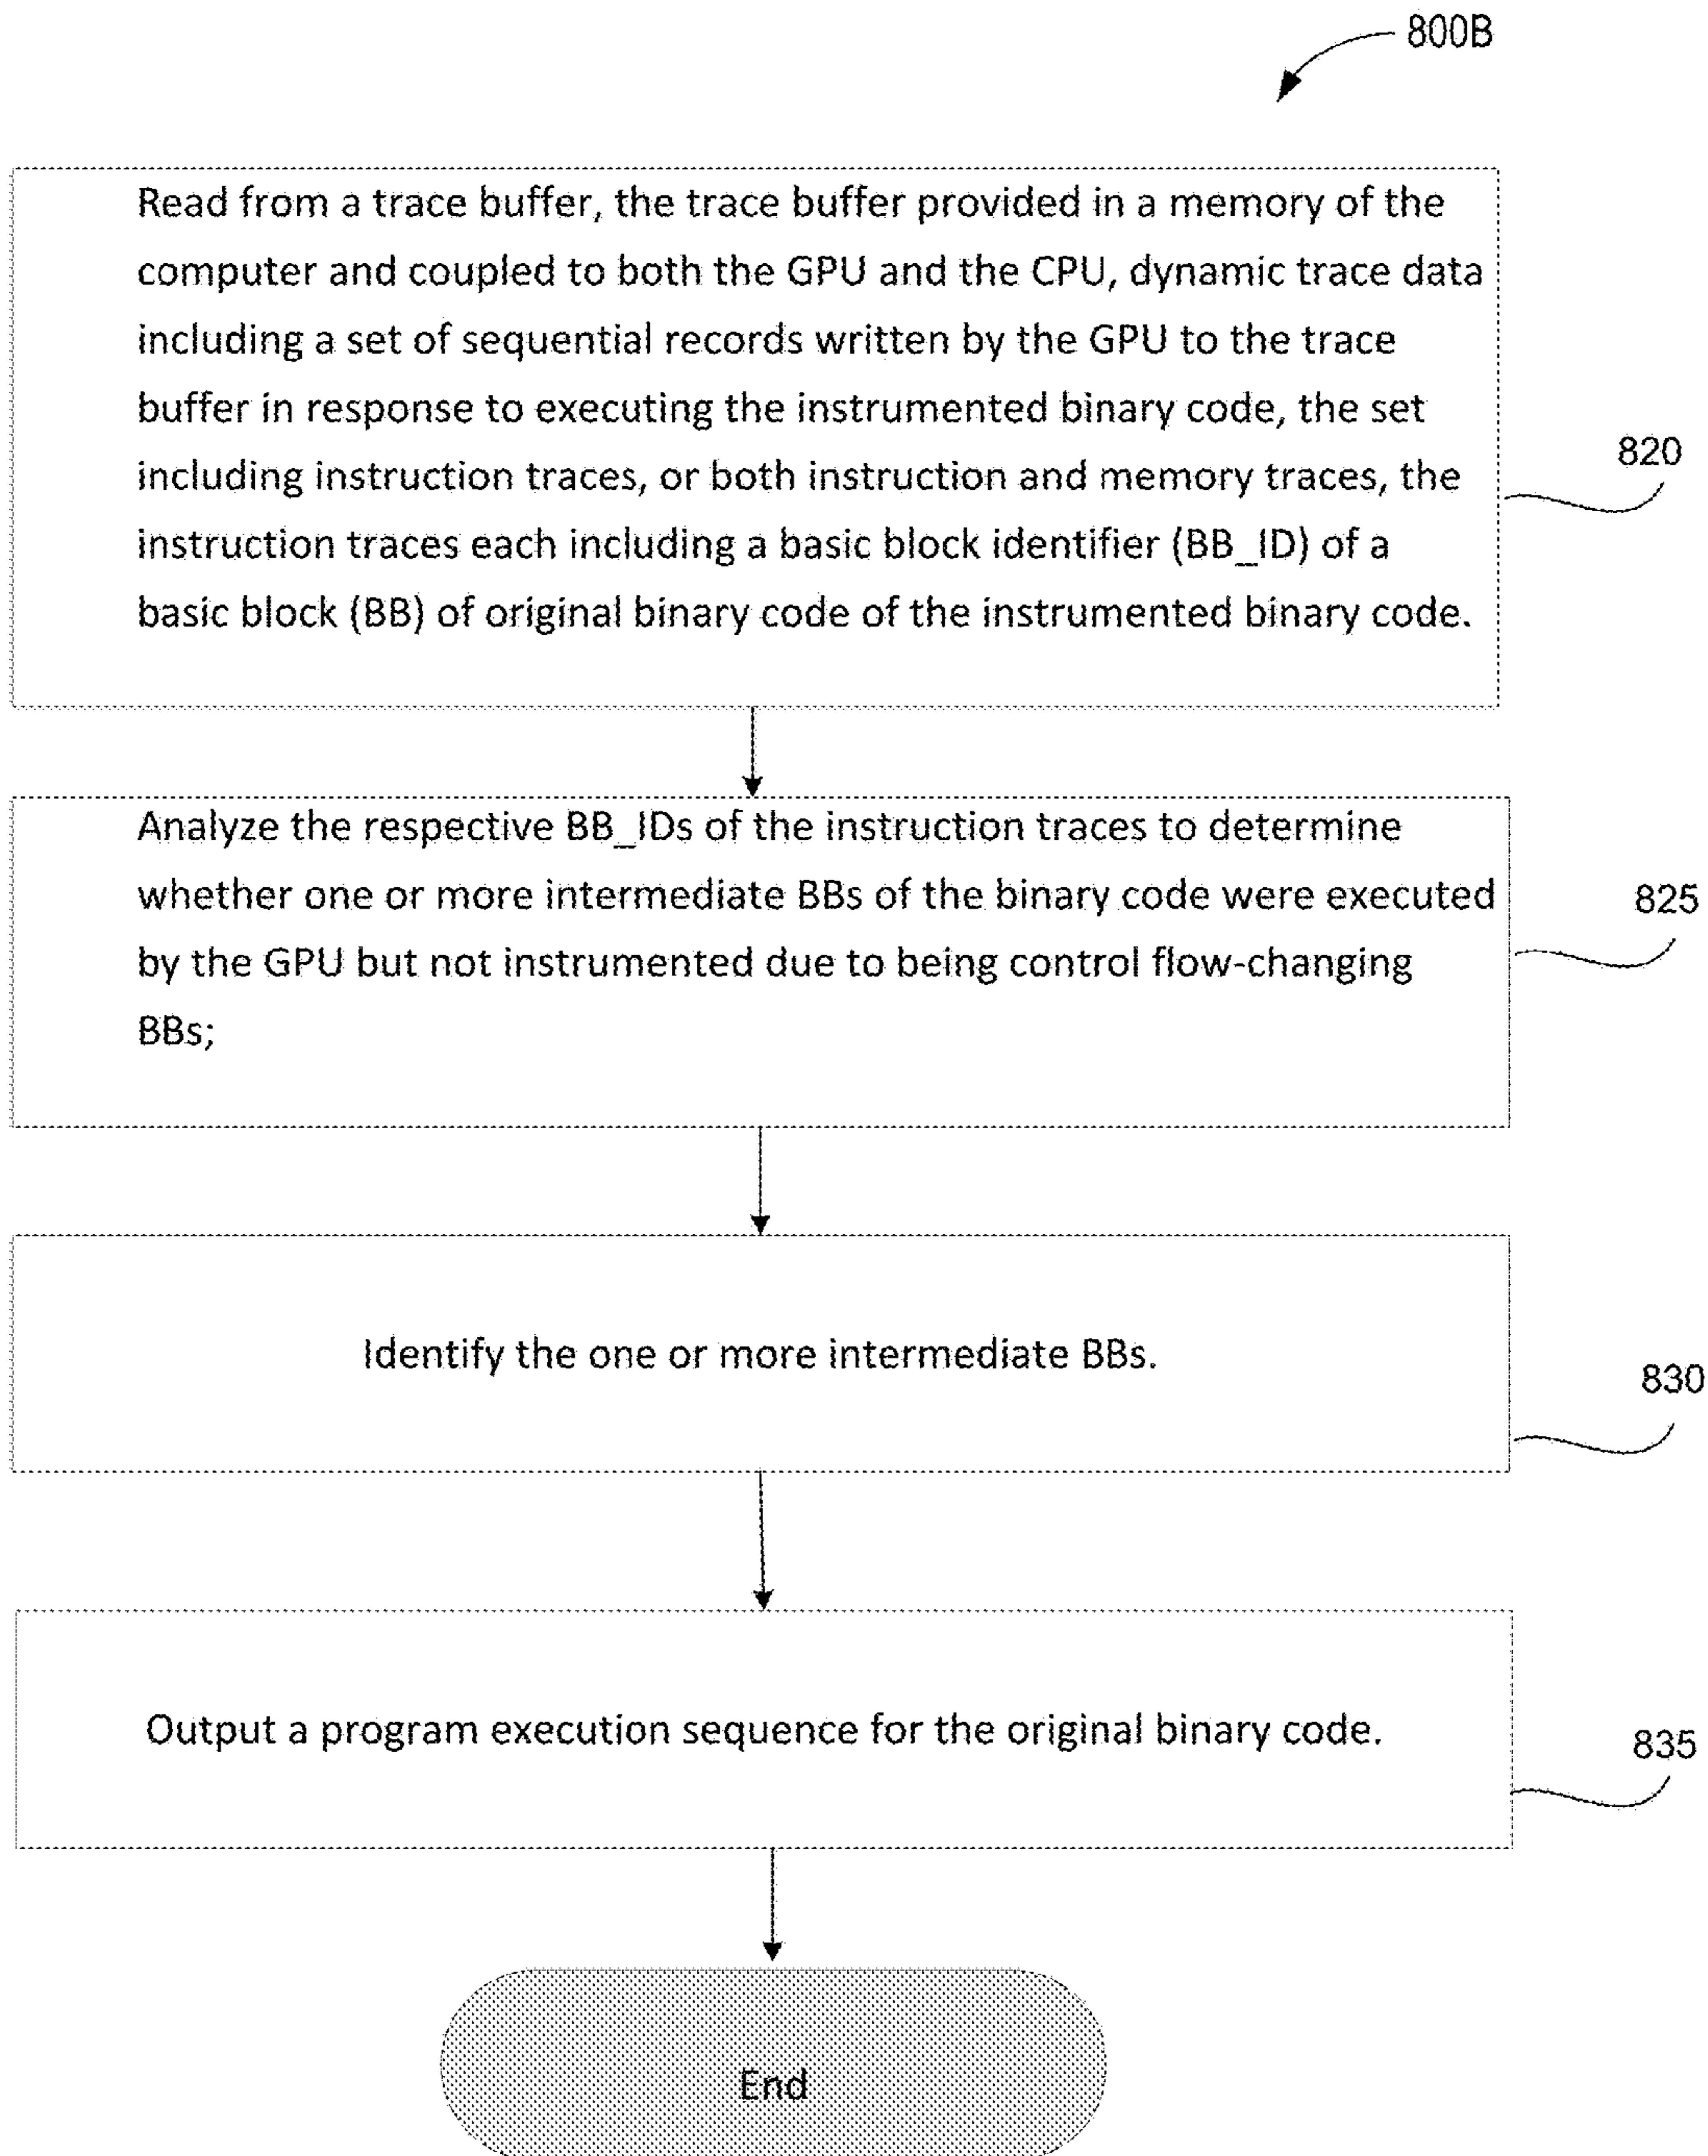 800B
Read from a trace buffer, the trace buffer provided in a memory of the
computer and coupled to both the GPU and the CPU, dynamic trace data
including a set of sequential records written by the GPU to the trace
buffer in response to executing the instrumented binary code, the set
including instruction traces, or both instruction and memory traces, the
instruction traces each including a basic block identifier (BB_ID) of a
basic block (BB) of original binary code of the instrumented binary code.
820
Analyze the respective BB_IDs of the instruction traces to determine
whether one or more intermediate BBs of the binary code were executed
by the GPU but not instrumented due to being control flow-changing
BBs;
825
Identify the one or more intermediate BBs.
830
Output a program execution sequence for the original binary code.
835
End